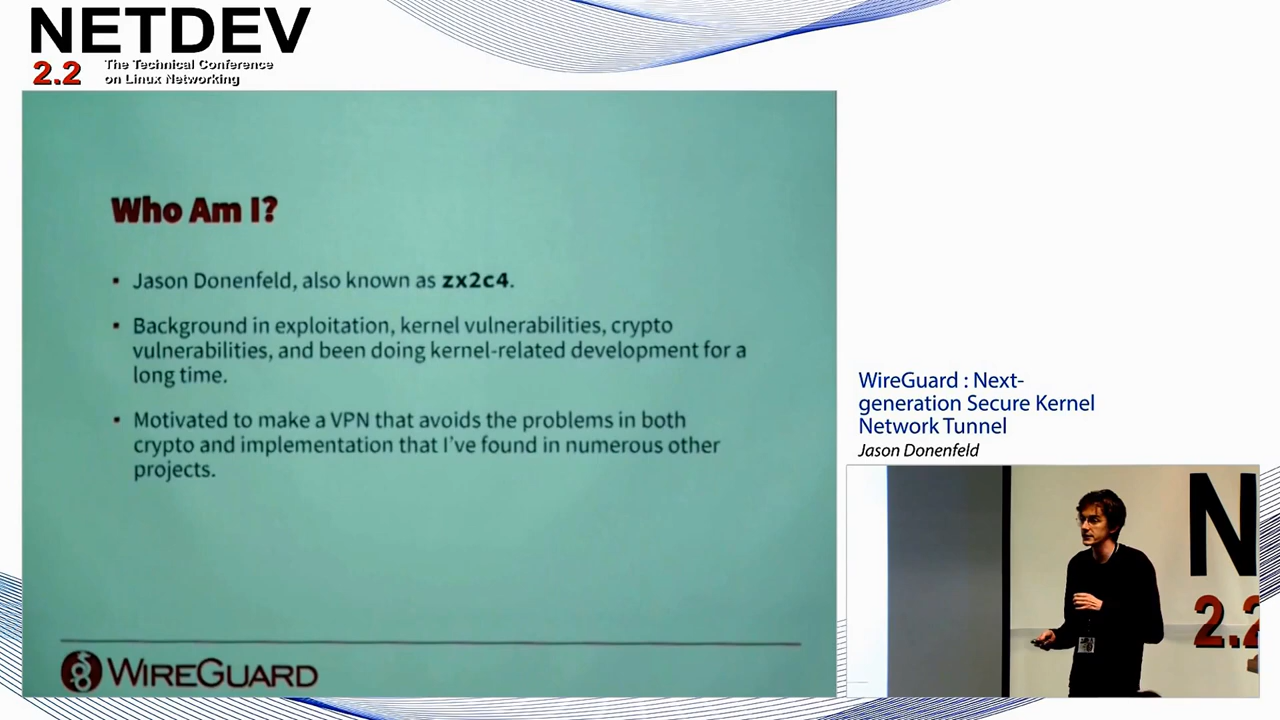 NETDEV
2.2 The Technical Conference
on Linux Networking
Who Am I?
Jason Donenfeld, also known as zx2c4.
Background in exploitation, kernel vulnerabilities, crypto
vulnerabilities, and been doing kernel-related development for a
long time.
Motivated to make a VPN that avoids the problems in both
crypto and implementation that I've found in numerous other
projects.
WIREGUARD
WireGuard : Next-
generation Secure Kernel
Network Tunnel
Jason Donenfeld
N
2.2